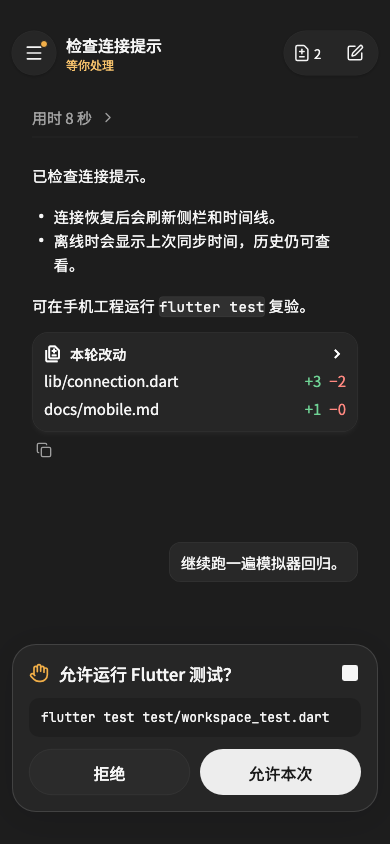 检查连接提示
等你处理
2
用时 8 秒
已检查连接提示。
• 连接恢复后会刷新侧栏和时间线。
• 离线时会显示上次同步时间，历史仍可查
看。
可在手机工程运行 flutter test 复验。
本轮改动
lib/connection.dart +3 −2
docs/mobile.md +1 −0
继续跑一遍模拟器回归。
允许运行 Flutter 测试？
flutter test test/workspace_test.dart
拒绝 允许本次